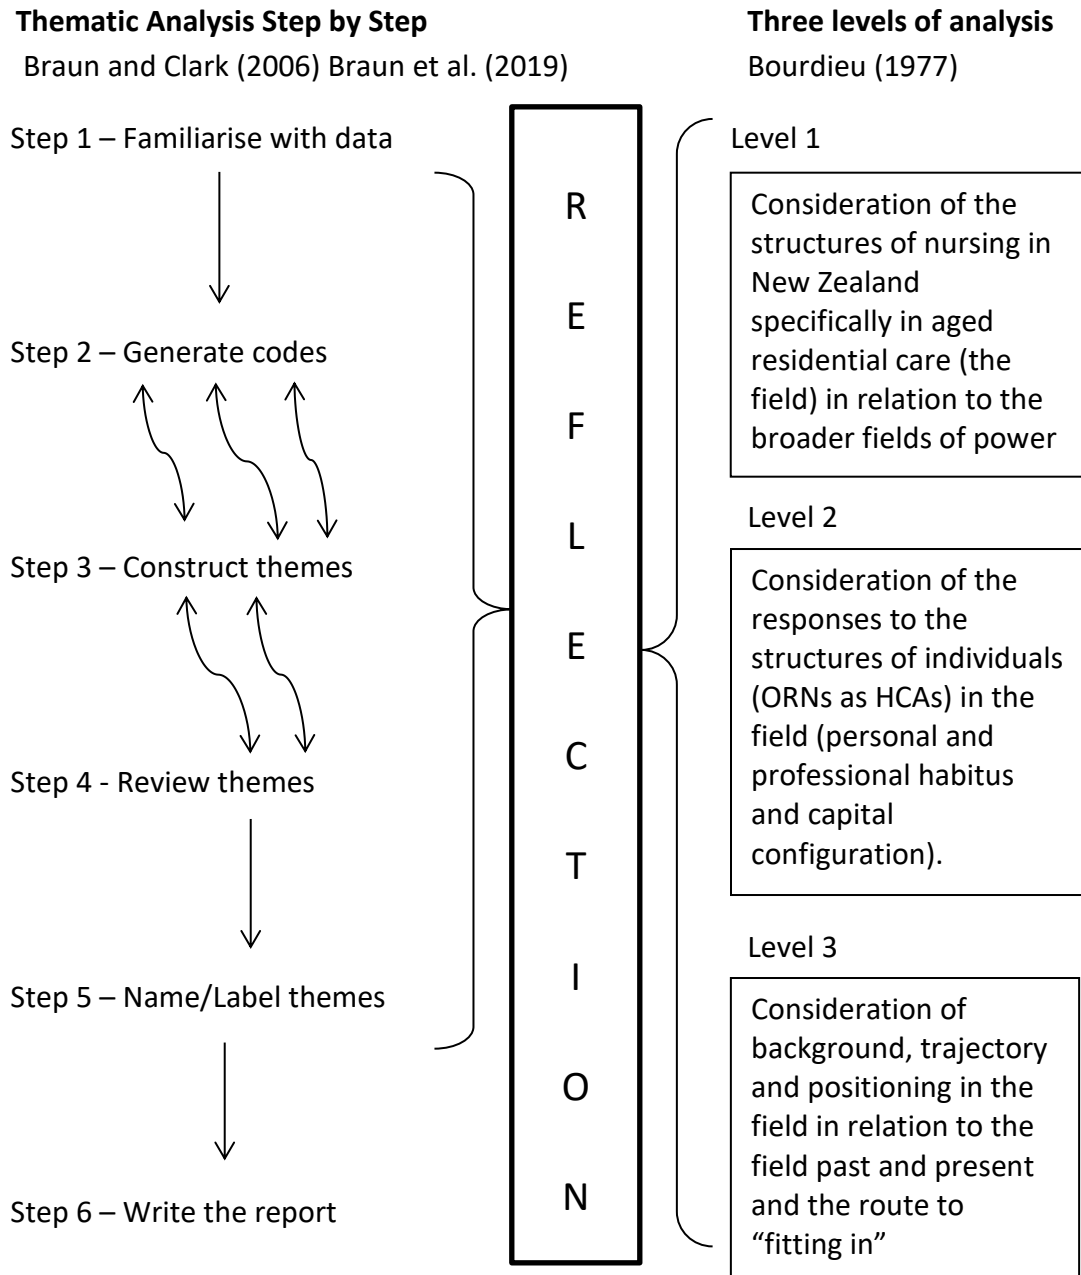 Thematic Analysis Step by Step
Braun and Clark (2006) Braun et al. (2019)
Step 1 – Familiarise with data
Step 2 – Generate codes
Step 3 – Construct themes
Step 4 - Review themes
Step 5 – Name/Label themes
Step 6 – Write the report
R
E
F
L
E
C
T
I
O
N
Three levels of analysis
Bourdieu (1977)
Level 1
Consideration of the
structures of nursing in
New Zealand
specifically in aged
residential care (the
field) in relation to the
broader fields of power
Level 2
Consideration of the
responses to the
structures of individuals
(ORNs as HCAs) in the
field (personal and
professional habitus
and capital
configuration).
Level 3
Consideration of
background, trajectory
and positioning in the
field in relation to the
field past and present
and the route to
“fitting in”